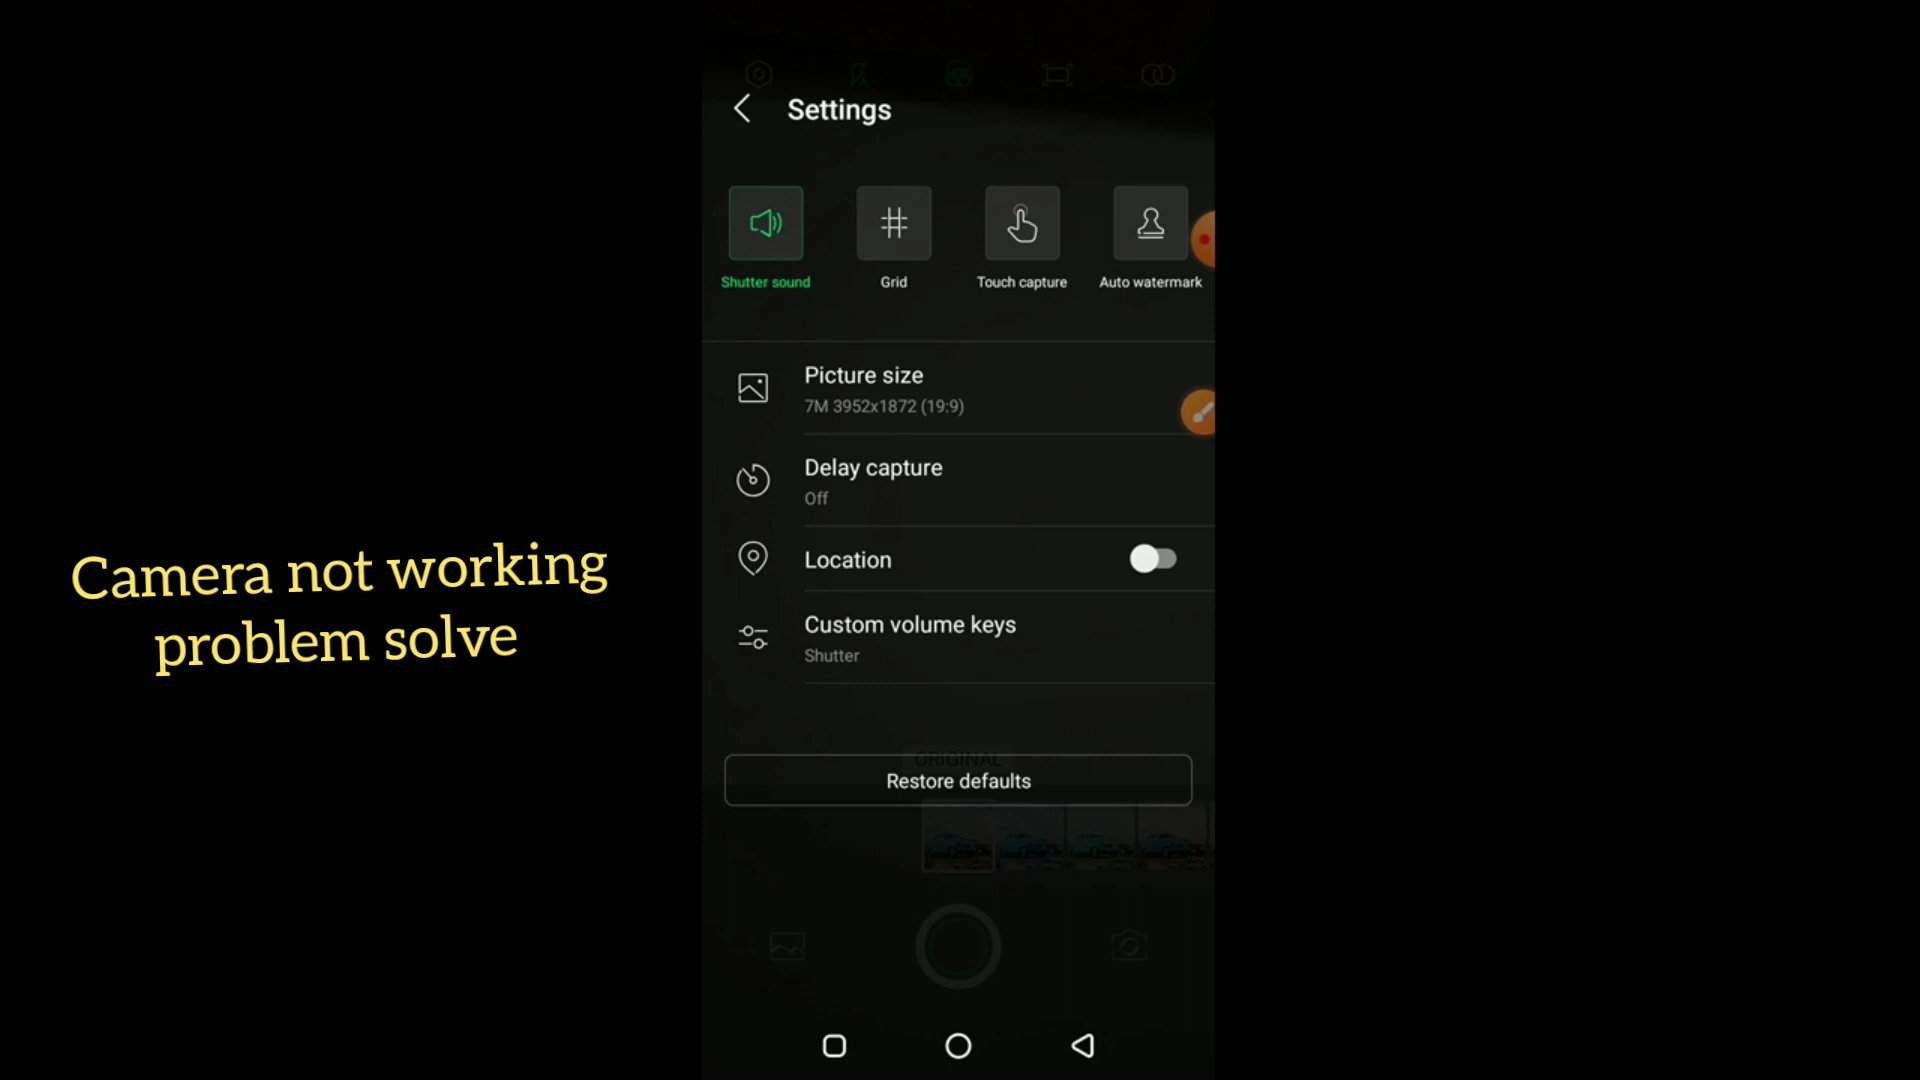 Settings
Shutter sound
Grid
Touch capture
Auto watermark
Picture size
7M 3952x1872 (19:9)
Delay capture
Off
Location
Custom volume keys
Shutter
ORIGINAL
Restore defaults
Camera not working
problem solve